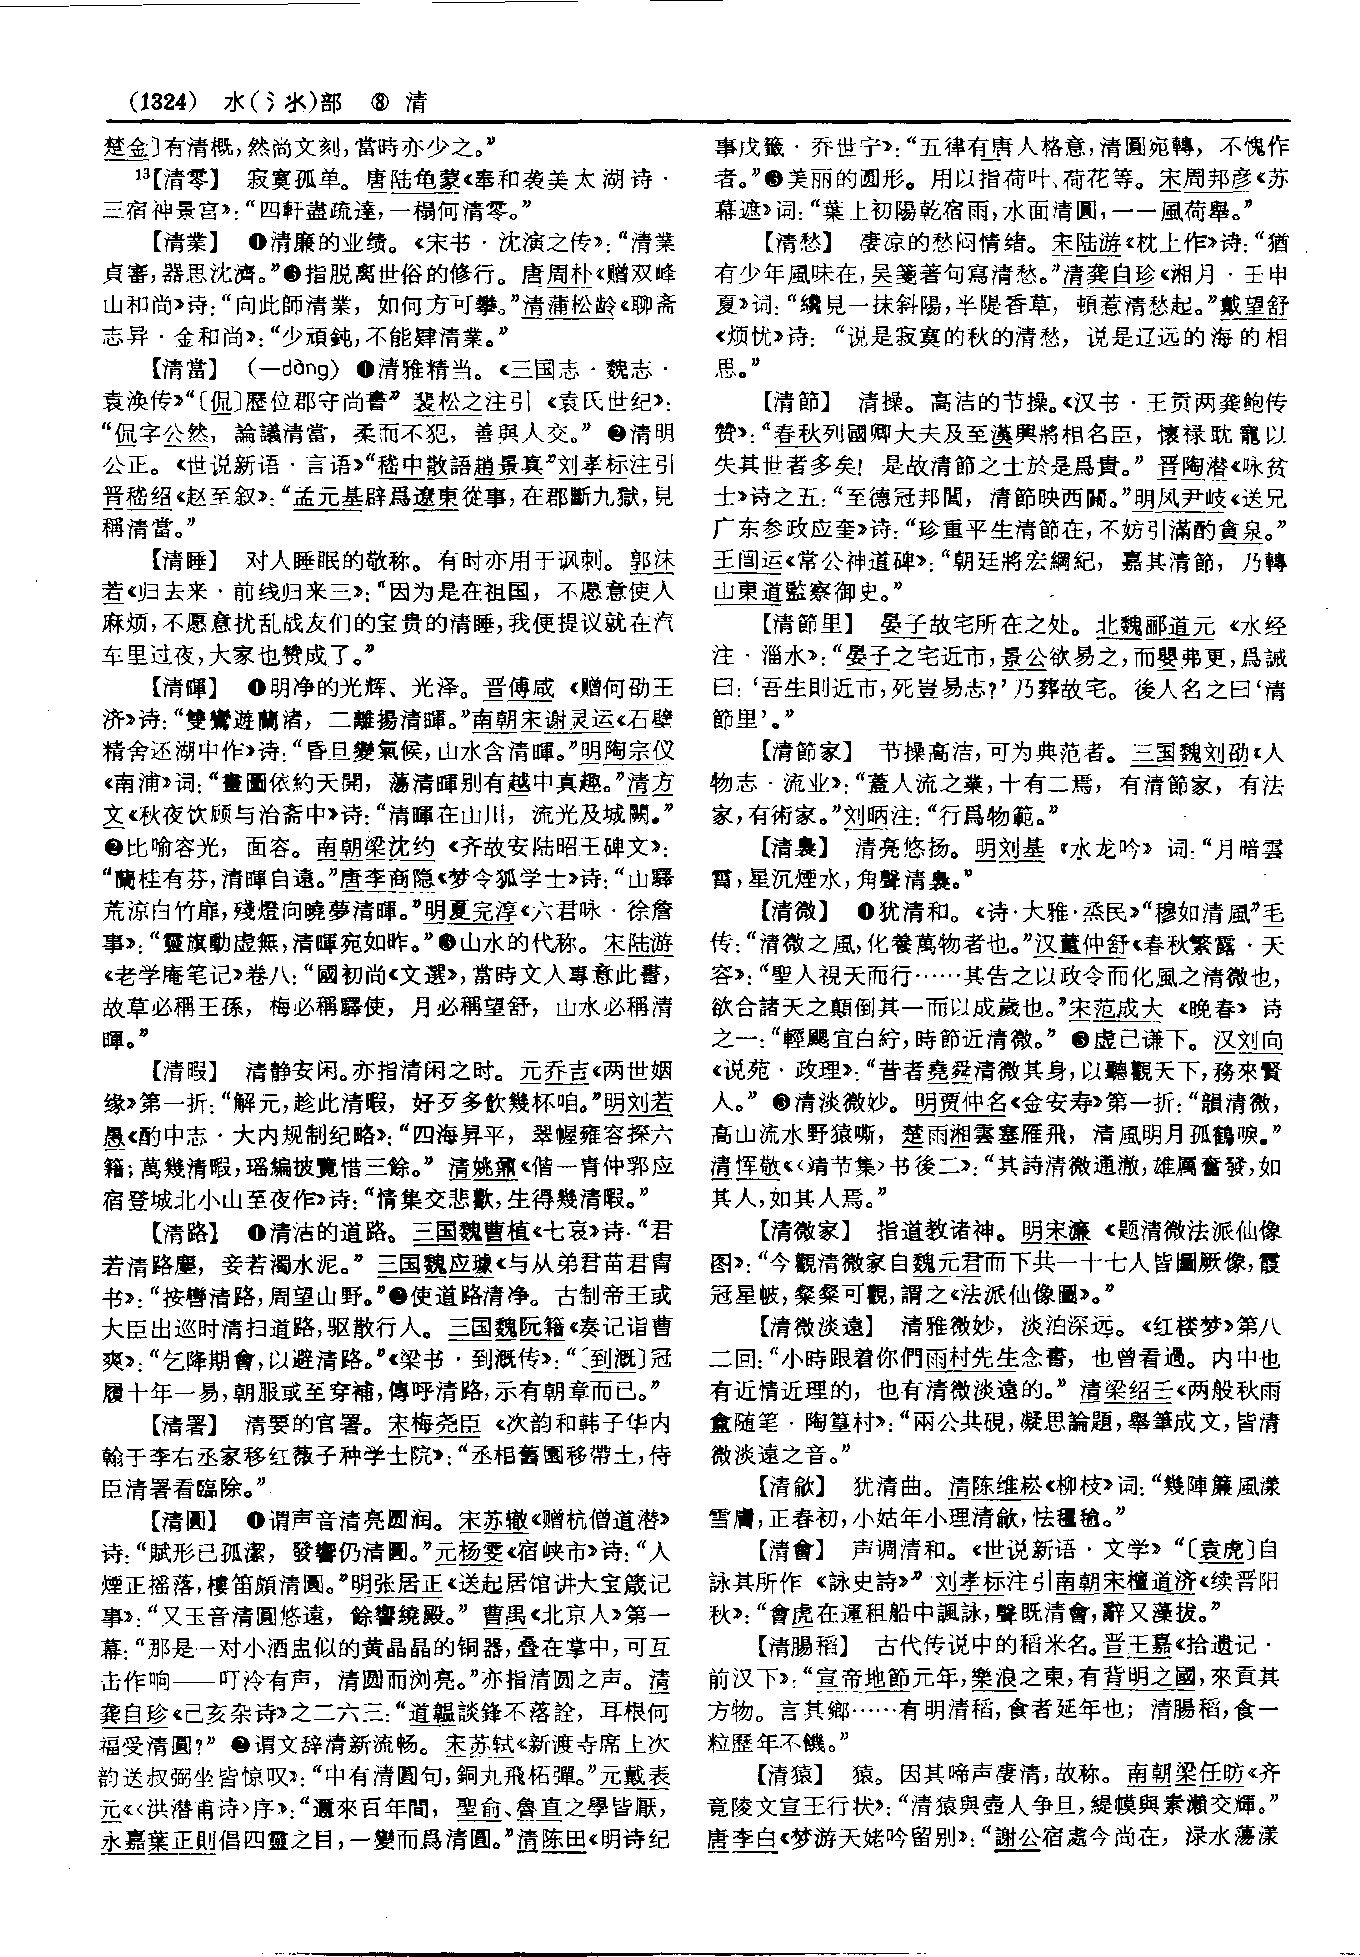 (1324) 水(氵氺)部 ⑧ 清
楚金〕有清概，然尚文刻，當時亦少之。”
13【清零】 寂寞孤单。唐陆龟蒙《奉和袭美太湖诗·
三宿神景宫》：“四軒盡疏達，一榻何清零。”
【清業】 ❶清廉的业绩。《宋书·沈演之传》：“清業
貞審，器思沈濟。”❷指脱离世俗的修行。唐周朴《赠双峰
山和尚》诗：“向此師清業，如何方可攀。”清蒲松龄《聊斋
志异·金和尚》：“少頑鈍，不能肄清業。”
【清當】 （—dàng）❶清雅精当。《三国志·魏志·
袁涣传》“〔侃〕歷位郡守尚書” 裴松之注引《袁氏世纪》：
“侃字公然，論議清當，柔而不犯，善與人交。” ❷清明
公正。《世说新语·言语》“嵇中散語趙景真”刘孝标注引
晋嵇绍《赵至叙》：“孟元基辟爲遼東從事，在郡斷九獄，見
稱清當。”
【清睡】 对人睡眠的敬称。有时亦用于讽刺。郭沫
若《归去来·前线归来三》：“因为是在祖国，不愿意使人
麻烦，不愿意扰乱战友们的宝贵的清睡，我便提议就在汽
车里过夜，大家也赞成了。”
【清暉】 ❶明净的光辉、光泽。晋傅咸《赠何劭王
济》诗：“雙鸞遊蘭渚，二離揚清暉。”南朝宋谢灵运《石壁
精舍还湖中作》诗：“昏旦變氣候，山水含清暉。”明陶宗仪
《南浦》词：“畫圖依約天開，蕩清暉别有越中真趣。”清方
文《秋夜饮顾与治斋中》诗：“清暉在山川，流光及城闕。”
❷比喻容光，面容。南朝梁沈约《齐故安陆昭王碑文》：
“蘭桂有芬，清暉自遠。”唐李商隐《梦令狐学士》诗：“山驛
荒涼白竹扉，殘燈向曉夢清暉。”明夏完淳《六君咏·徐詹
事》：“靈旗動虚無，清暉宛如昨。”❸山水的代称。宋陆游
《老学庵笔记》卷八：“國初尚《文選》，當時文人專意此書，
故草必稱王孫，梅必稱驛使，月必稱望舒，山水必稱清
暉。”
【清暇】 清静安闲。亦指清闲之时。元乔吉《两世姻
缘》第一折：“解元，趁此清暇，好歹多飲幾杯咱。”明刘若
愚《酌中志·大内规制纪略》：“四海昇平，翠幄雍容探六
籍；萬幾清暇，瑶編披覽惜三餘。” 清姚鼐《偕一青仲郛应
宿登城北小山至夜作》诗：“情集交悲歡，生得幾清暇。”
【清路】 ❶清洁的道路。三国魏曹植《七哀》诗：“君
若清路塵，妾若濁水泥。” 三国魏应璩《与从弟君苗君胄
书》：“按轡清路，周望山野。”❷使道路清净。古制帝王或
大臣出巡时清扫道路，驱散行人。三国魏阮籍《奏记诣曹
爽》：“乞降期會，以避清路。”《梁书·到溉传》：“〔到溉〕冠
履十年一易，朝服或至穿補，傳呼清路，示有朝章而已。”
【清署】 清要的官署。宋梅尧臣《次韵和韩子华内
翰于李右丞家移红薇子种学士院》：“丞相舊園移帶土，侍
臣清署看臨除。”
【清圓】 ❶谓声音清亮圆润。宋苏辙《赠杭僧道潜》
诗：“賦形已孤潔，發響仍清圓。”元杨雯《宿峡市》诗：“人
煙正摇落，樓笛頗清圓。”明张居正《送起居馆讲大宝箴记
事》：“又玉音清圓悠遠，餘響繞殿。” 曹禺《北京人》第一
幕：“那是一对小酒盅似的黄晶晶的铜器，叠在掌中，可互
击作响——叮泠有声，清圆而浏亮。”亦指清圆之声。清
龚自珍《己亥杂诗》之二六三：“道韞談鋒不落詮，耳根何
福受清圓？” ❷谓文辞清新流畅。宋苏轼《新渡寺席上次
韵送叔弼坐皆惊叹》：“中有清圓句，銅丸飛柘彈。”元戴表
元《〈洪潜甫诗〉序》：“邇來百年間，聖俞、魯直之學皆厭，
永嘉葉正則倡四靈之目，一變而爲清圓。”清陈田《明诗纪
事戊籤·乔世宁》：“五律有唐人格意，清圓宛轉，不愧作
者。”❸美丽的圆形。用以指荷叶、荷花等。宋周邦彦《苏
幕遮》词：“葉上初陽乾宿雨，水面清圓，一一風荷舉。”
【清愁】 凄凉的愁闷情绪。宋陆游《枕上作》诗：“猶
有少年風味在，吴箋著句寫清愁。”清龚自珍《湘月·壬申
夏》词：“纔見一抹斜陽，半隄香草，頓惹清愁起。”戴望舒
《烦忧》诗：“说是寂寞的秋的清愁，说是辽远的海的相
思。”
【清節】 清操。高洁的节操。《汉书·王贡两龚鲍传
赞》：“春秋列國卿大夫及至漢興將相名臣，懷禄耽寵以
失其世者多矣！是故清節之士於是爲貴。” 晋陶潜《咏贫
士》诗之五：“至德冠邦閭，清節映西關。”明凤尹岐《送兄
广东参政应奎》诗：“珍重平生清節在，不妨引滿酌貪泉。”
王闿运《常公神道碑》：“朝廷將宏綱紀，嘉其清節，乃轉
山東道監察御史。”
【清節里】 晏子故宅所在之处。北魏郦道元《水经
注·淄水》：“晏子之宅近市，景公欲易之，而嬰弗更，爲誡
曰：‘吾生則近市，死豈易志？’乃葬故宅。後人名之曰‘清
節里’。”
【清節家】 节操高洁，可为典范者。三国魏刘劭《人
物志·流业》：“蓋人流之業，十有二焉，有清節家，有法
家，有術家。”刘昞注：“行爲物範。”
【清裊】 清亮悠扬。明刘基《水龙吟》词：“月暗雲
霄，星沉煙水，角聲清裊。”
【清微】 ❶犹清和。《诗·大雅·烝民》“穆如清風”毛
传：“清微之風，化養萬物者也。”汉董仲舒《春秋繁露·天
容》：“聖人視天而行……其告之以政令而化風之清微也，
欲合諸天之顛倒其一而以成歲也。”宋范成大《晚春》诗
之一：“輕颸宜白紵，時節近清微。” ❷虚己谦下。汉刘向
《说苑·政理》：“昔者堯舜清微其身，以聽觀天下，務來賢
人。” ❸清淡微妙。明贾仲名《金安寿》第一折：“韻清微，
高山流水野猿嘶，楚雨湘雲塞雁飛，清風明月孤鶴唳。”
清恽敬《〈靖节集〉书後二》：“其詩清微通澈，雄厲奮發，如
其人，如其人焉。”
【清微家】 指道教诸神。明宋濂《题清微法派仙像
图》：“今觀清微家自魏元君而下共一十七人皆圖厥像，霞
冠星帔，粲粲可觀，謂之《法派仙像圖》。”
【清微淡遠】 清雅微妙，淡泊深远。《红楼梦》第八
二回：“小時跟着你們雨村先生念書，也曾看過。内中也
有近情近理的，也有清微淡遠的。” 清梁绍壬《两般秋雨
盦随笔·陶篁村》：“兩公共硯，凝思論題，舉筆成文，皆清
微淡遠之音。”
【清歈】 犹清曲。清陈维崧《柳枝》词：“幾陣簾風漾
雪膚，正春初，小姑年小理清歈，怯氍毹。”
【清會】 声调清和。《世说新语·文学》“〔袁虎〕自
詠其所作《詠史詩》” 刘孝标注引南朝宋檀道济《续晋阳
秋》：“會虎在運租船中諷詠，聲既清會，辭又藻拔。”
【清腸稻】 古代传说中的稻米名。晋王嘉《拾遗记·
前汉下》：“宣帝地節元年，樂浪之東，有背明之國，來貢其
方物。言其鄉……有明清稻，食者延年也；清腸稻，食一
粒歷年不饑。”
【清猿】 猿。因其啼声凄清，故称。南朝梁任昉《齐
竟陵文宣王行状》：“清猿與壺人争旦，緹幙與素瀨交輝。”
唐李白《梦游天姥吟留别》：“謝公宿處今尚在，渌水蕩漾